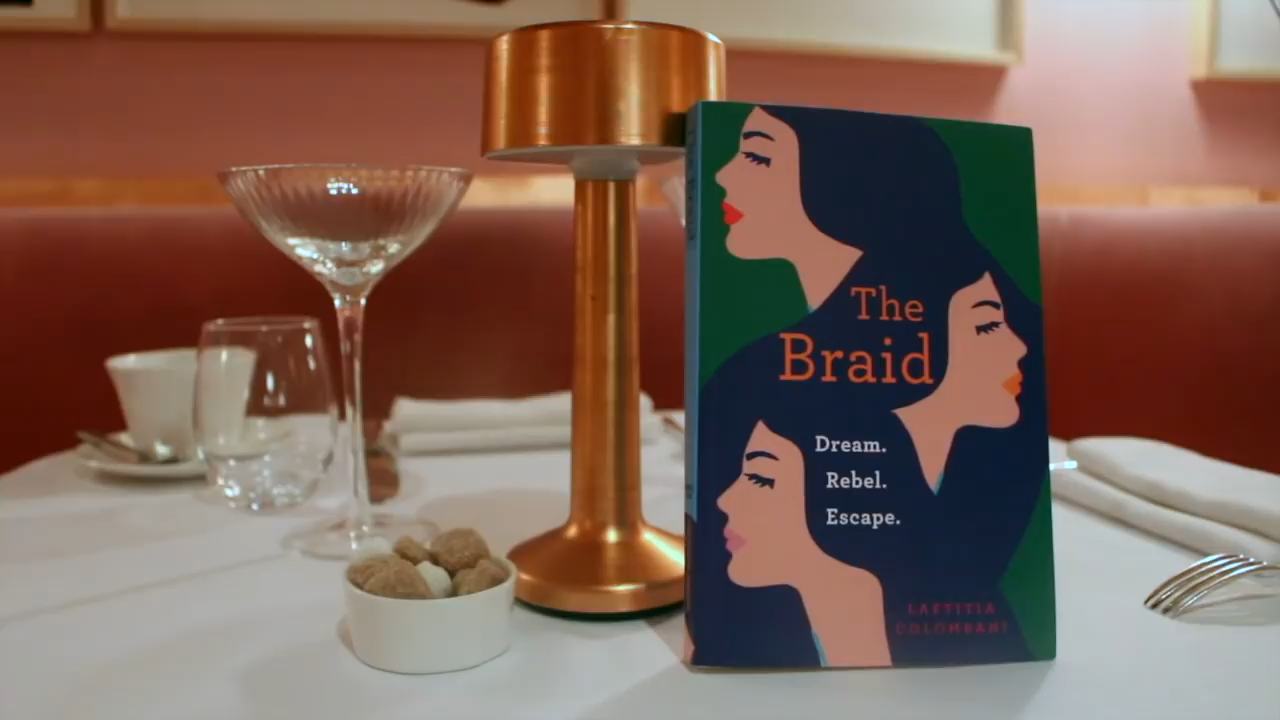 The
Braid
Dream.
Rebel.
Escape.
LAETITIA
COLOMBANI